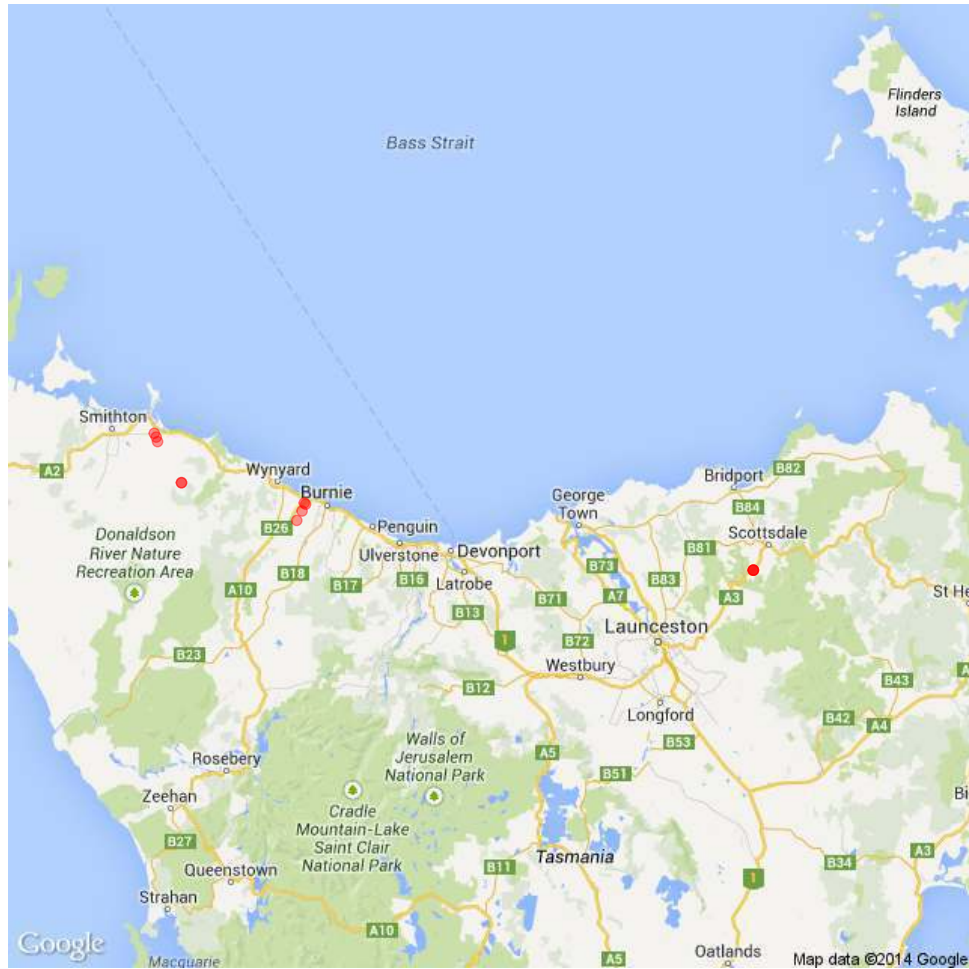 Flinders
Island
Bass Strait
Smithton
A2
Wynyard
Burnie
B26
Penguin
Ulverstone
Devonport
Latrobe
George
Town
Bridport
B82
B84
Scottsdale
B81
Donaldson
River Nature
Recreation Area
A10
B18
B17
B16
B13
B73
B83
A7
A3
B71
St He
Launceston
1
B72
B23
Westbury
B12
B43
A
Longford
B42
A4
Walls of
Jerusalem
National Park
B53
A5
Rosebery
B51
Zeehan
Cradle
Mountain-Lake
Saint Clair
National Park
Bi
B27
Tasmania
A3
Queenstown
B11
B34
1
Strahan
A10
Google
Macquarie
A5
Oatlands
Map data ©2014 Google